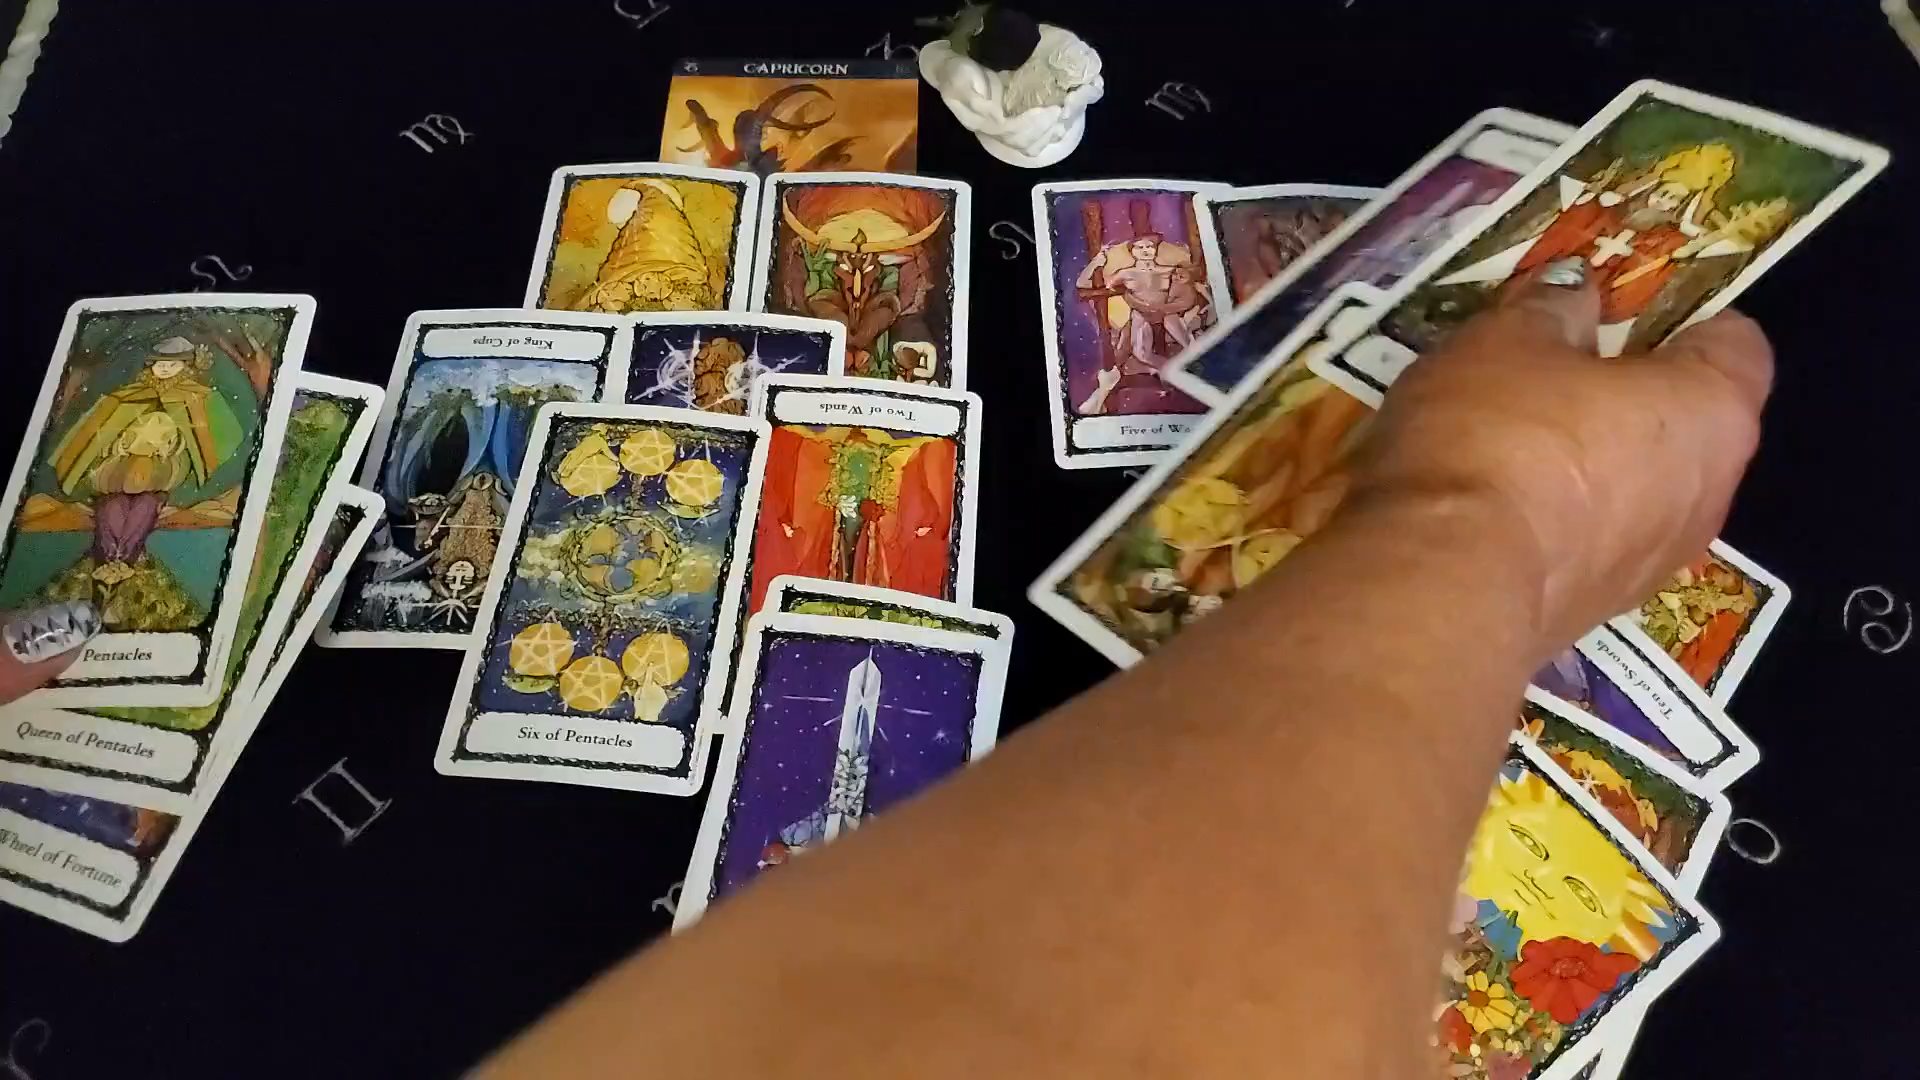 CAPRICORN
King of Cups
Two of Wands
Five of Wa
Pentacles
Queen of Pentacles
Six of Pentacles
Wheel of Fortune
Ten of Swords